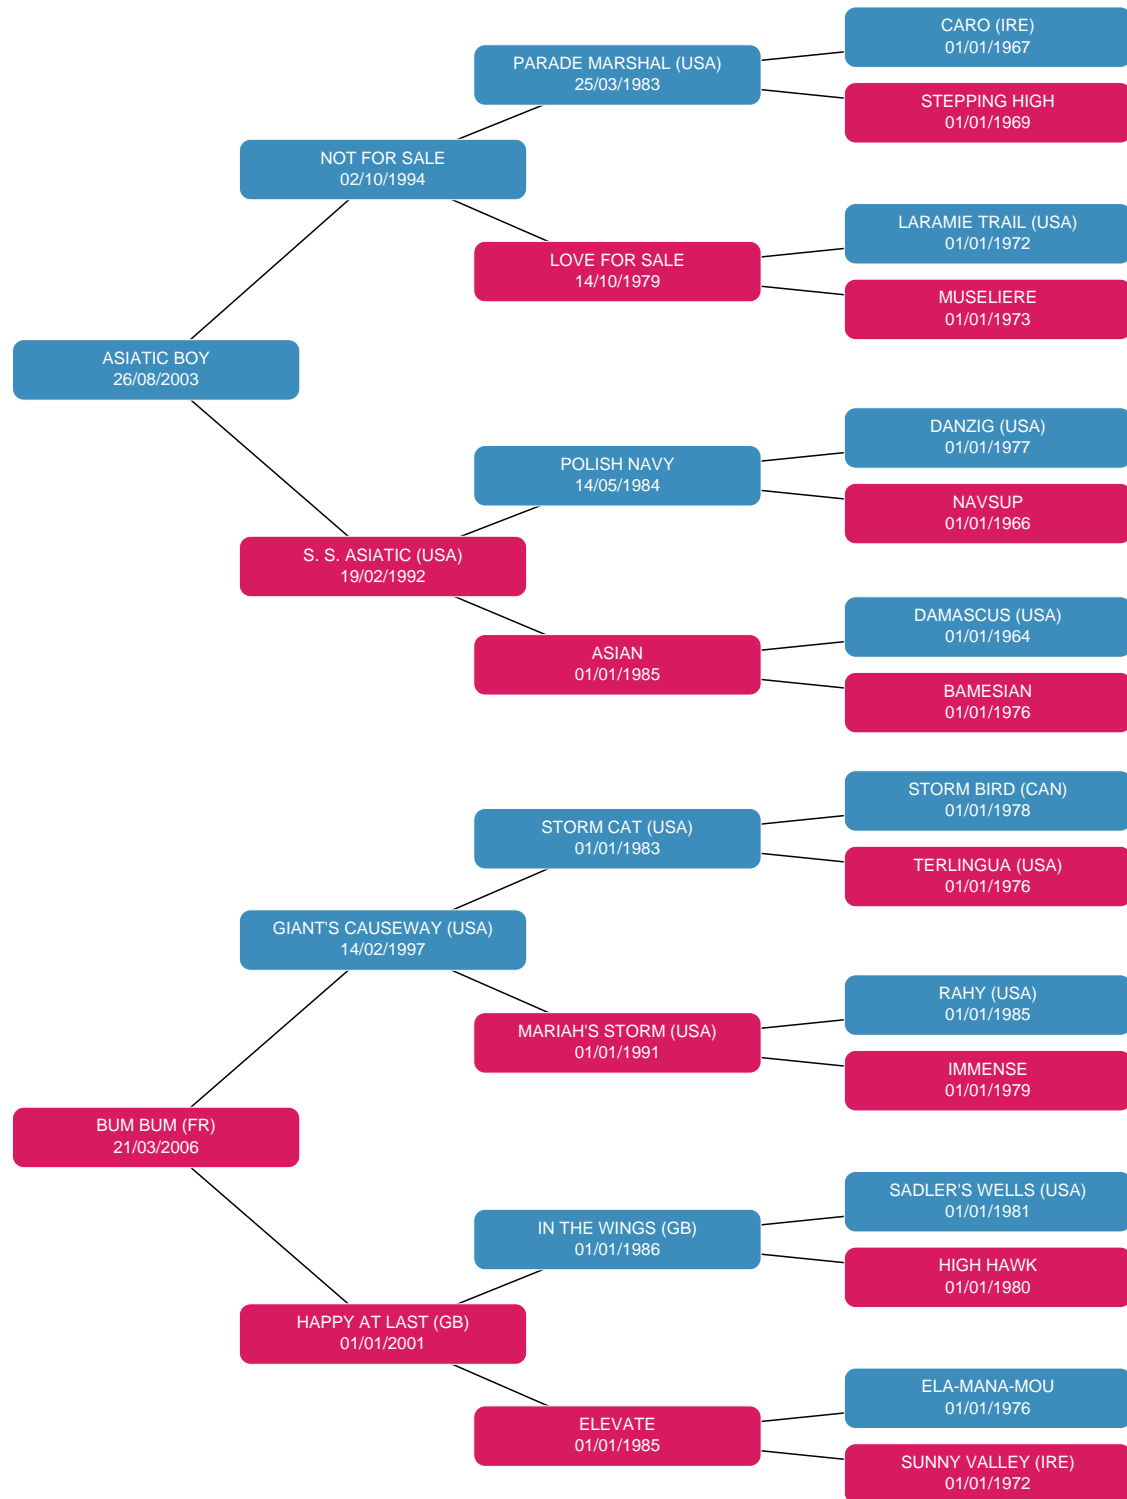 CARO (IRE)
01/01/1967
PARADE MARSHAL (USA)
25/03/1983
STEPPING HIGH
01/01/1969
NOT FOR SALE
02/10/1994
LARAMIE TRAIL (USA)
01/01/1972
LOVE FOR SALE
14/10/1979
MUSELIERE
01/01/1973
ASIATIC BOY
26/08/2003
DANZIG (USA)
01/01/1977
POLISH NAVY
14/05/1984
NAVSUP
01/01/1966
S. S. ASIATIC (USA)
19/02/1992
DAMASCUS (USA)
01/01/1964
ASIAN
01/01/1985
BAMESIAN
01/01/1976
STORM BIRD (CAN)
01/01/1978
STORM CAT (USA)
01/01/1983
TERLINGUA (USA)
01/01/1976
GIANT'S CAUSEWAY (USA)
14/02/1997
RAHY (USA)
01/01/1985
MARIAH'S STORM (USA)
01/01/1991
IMMENSE
01/01/1979
BUM BUM (FR)
21/03/2006
SADLER'S WELLS (USA)
01/01/1981
IN THE WINGS (GB)
01/01/1986
HIGH HAWK
01/01/1980
HAPPY AT LAST (GB)
01/01/2001
ELA-MANA-MOU
01/01/1976
ELEVATE
01/01/1985
SUNNY VALLEY (IRE)
01/01/1972